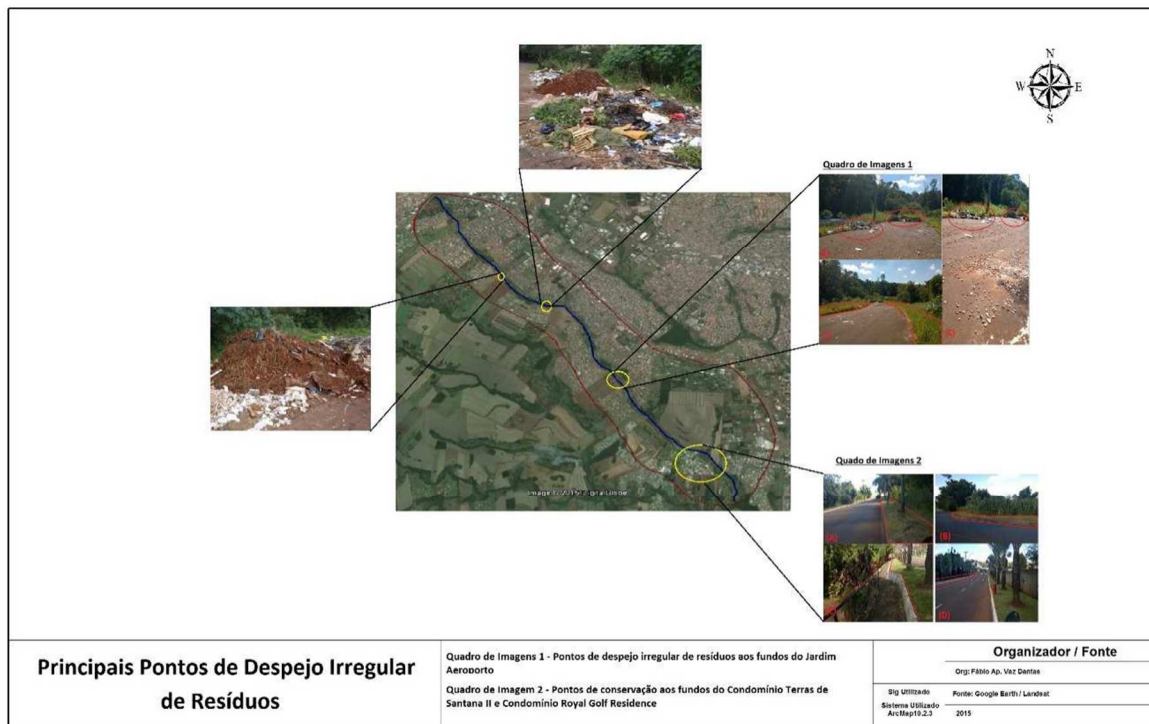 N
W E
S
Quadro de Imagens 1
Quado de Imagens 2
(A)
(B)
(D)
Principais Pontos de Despejo Irregular
de Resíduos
Quadro de Imagens 1 - Pontos de despejo irregular de resíduos aos fundos do Jardim
Aeroporto
Quadro de Imagem 2 - Pontos de conservação aos fundos do Condomínio Terras de
Santana II e Condomínio Royal Golf Residence
Organizador / Fonte
Org: Fábio Ap. Vaz Dantas
Sig Utilizado
Fonte: Google Earth / Landsat
Sistema Utilizado
ArcMap10.2.3
2015